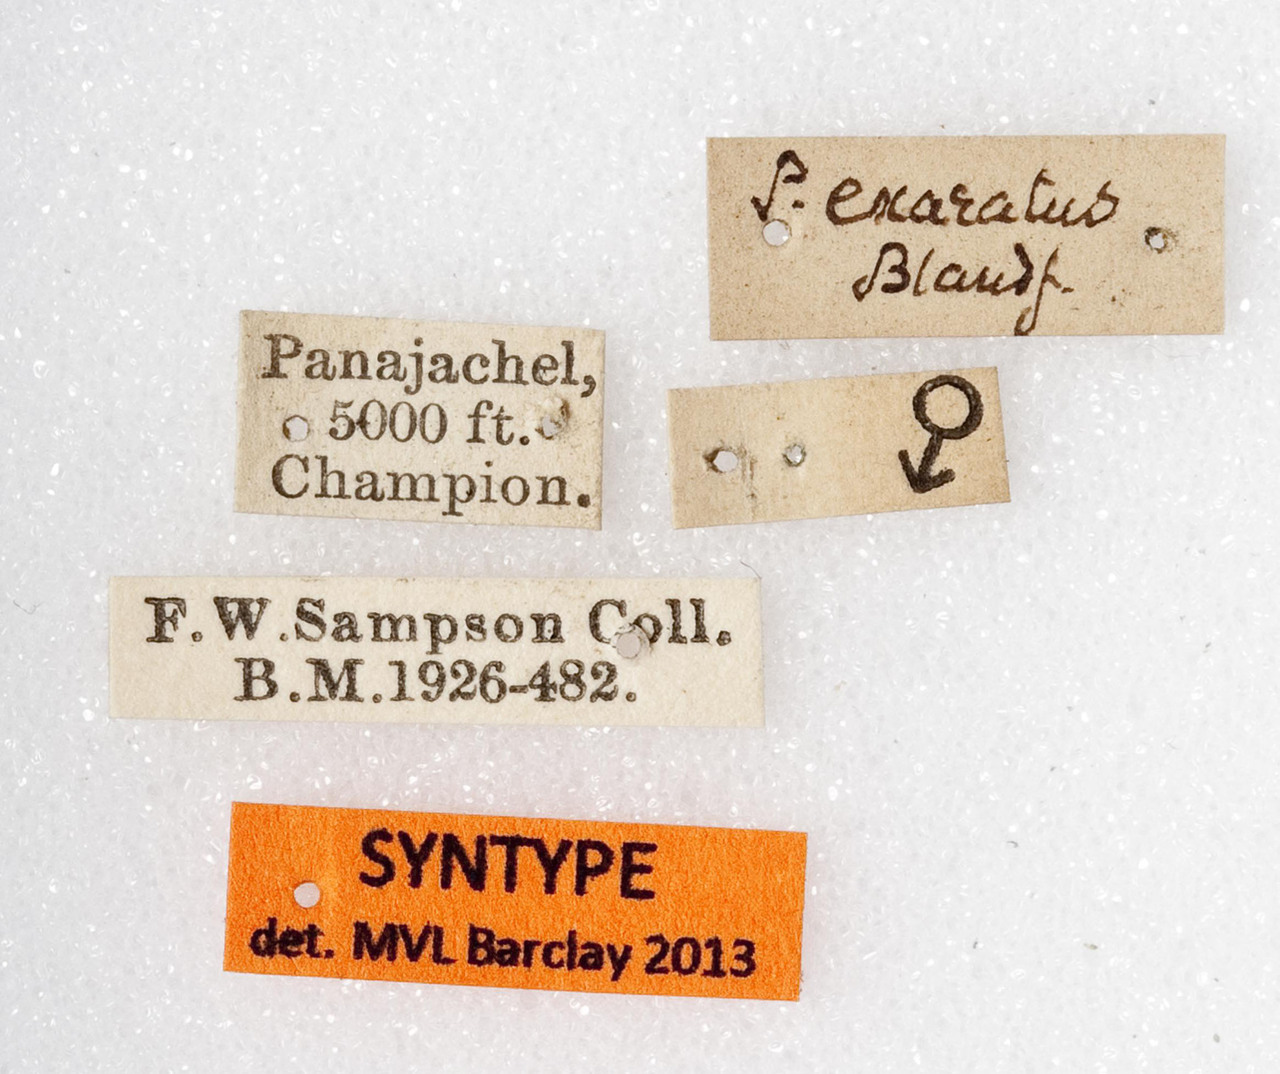 P. exaratus
Blandf.
Panajachel,
5000 ft.
Champion.
♂
F.W.Sampson Coll.
B.M.1926-482.
SYNTYPE
det. MVL Barclay 2013